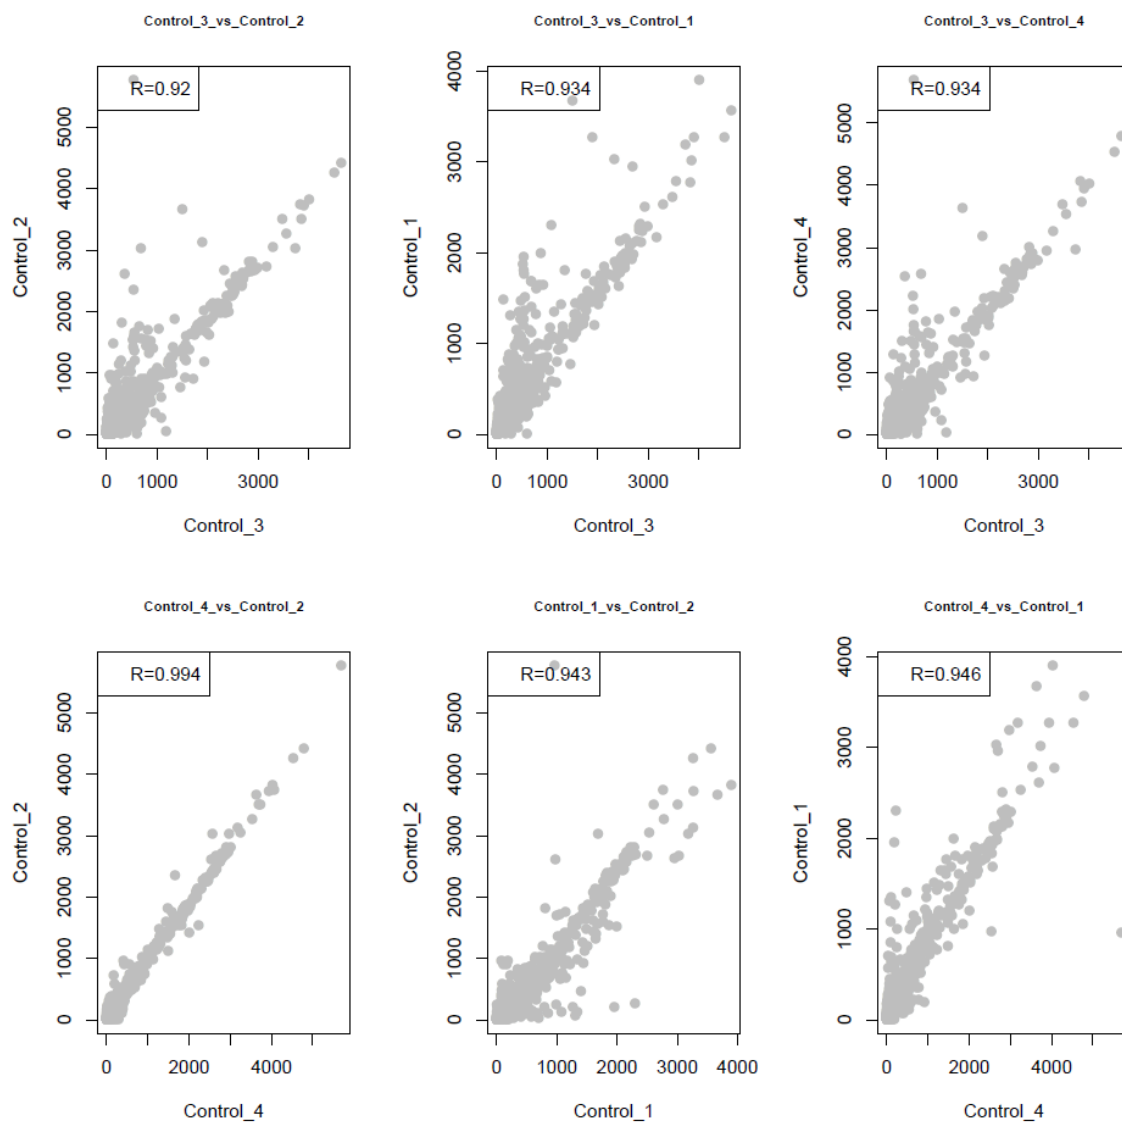 Control_3_vs_Control_2
R=0.92
Control_2
0
1000
2000
3000
4000
5000
0 1000 3000
Control_3
Control_3_vs_Control_1
R=0.934
Control_1
0
1000
2000
3000
4000
0 1000 3000
Control_3
Control_3_vs_Control_4
R=0.934
Control_4
0
1000
2000
3000
4000
5000
0 1000 3000
Control_3
Control_4_vs_Control_2
R=0.994
Control_2
0
1000
2000
3000
4000
5000
0 2000 4000
Control_4
Control_1_vs_Control_2
R=0.943
Control_2
0
1000
2000
3000
4000
5000
0 1000 2000 3000 4000
Control_1
Control_4_vs_Control_1
R=0.946
Control_1
0
1000
2000
3000
4000
0 2000 4000
Control_4